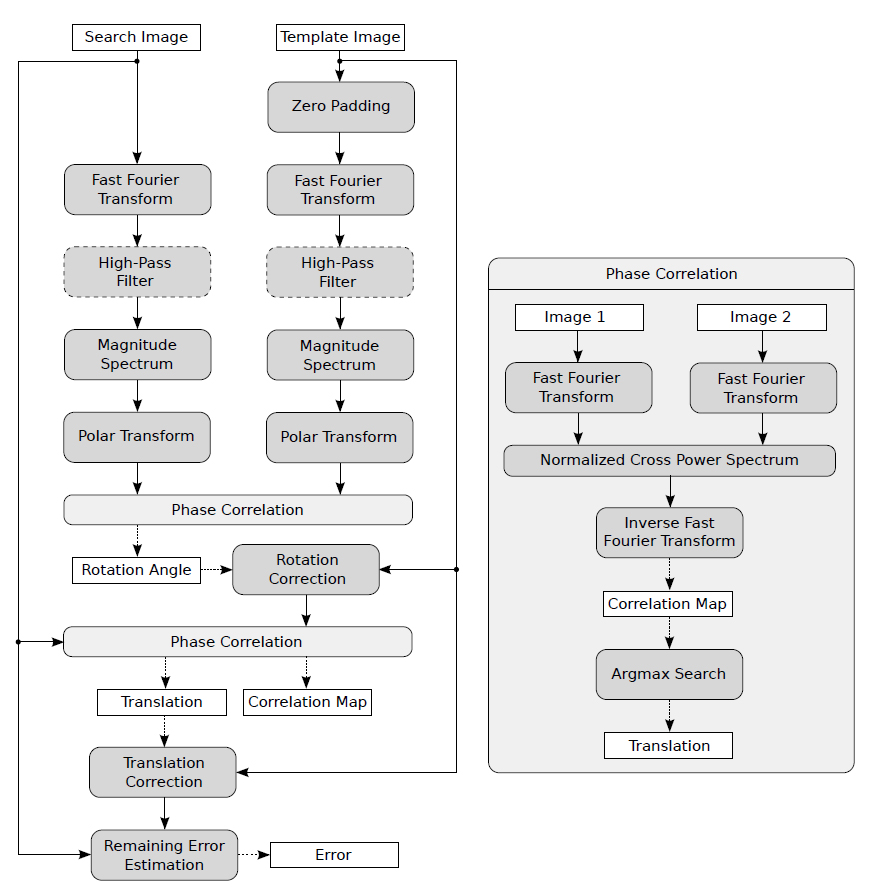 Search Image
Template Image
Zero Padding
Fast Fourier
Transform
Fast Fourier
Transform
High-Pass
Filter
High-Pass
Filter
Magnitude
Spectrum
Magnitude
Spectrum
Polar Transform
Polar Transform
Phase Correlation
Rotation Angle
Rotation
Correction
Phase Correlation
Translation
Correlation Map
Translation
Correction
Remaining Error
Estimation
Error
Phase Correlation
Image 1
Image 2
Fast Fourier
Transform
Fast Fourier
Transform
Normalized Cross Power Spectrum
Inverse Fast
Fourier Transform
Correlation Map
Argmax Search
Translation